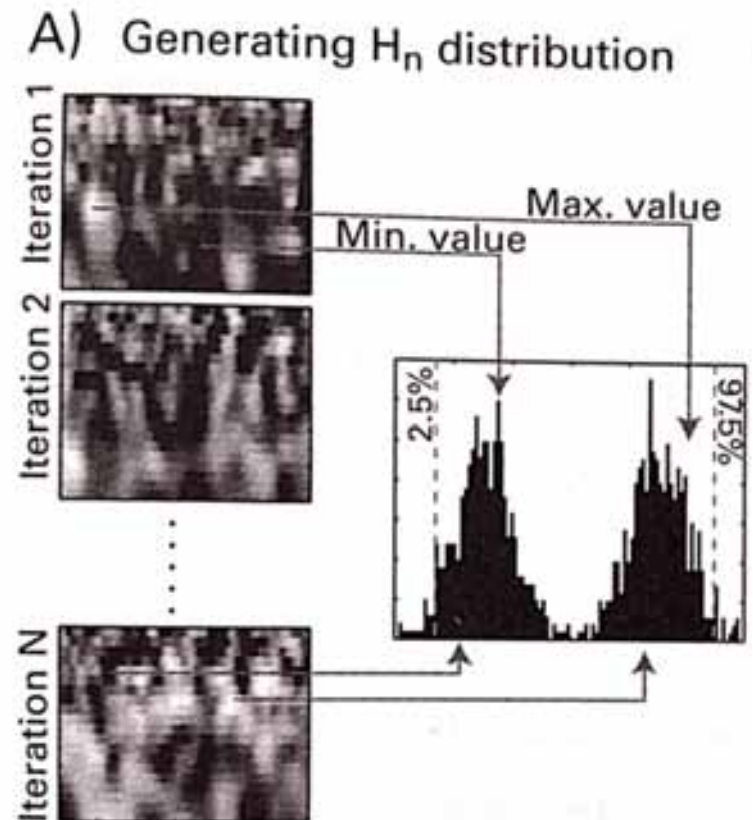 A) Generating Hn distribution
Iteration 1
Max. value
Min. value
Iteration 2
2.5%
97.5%
Iteration N